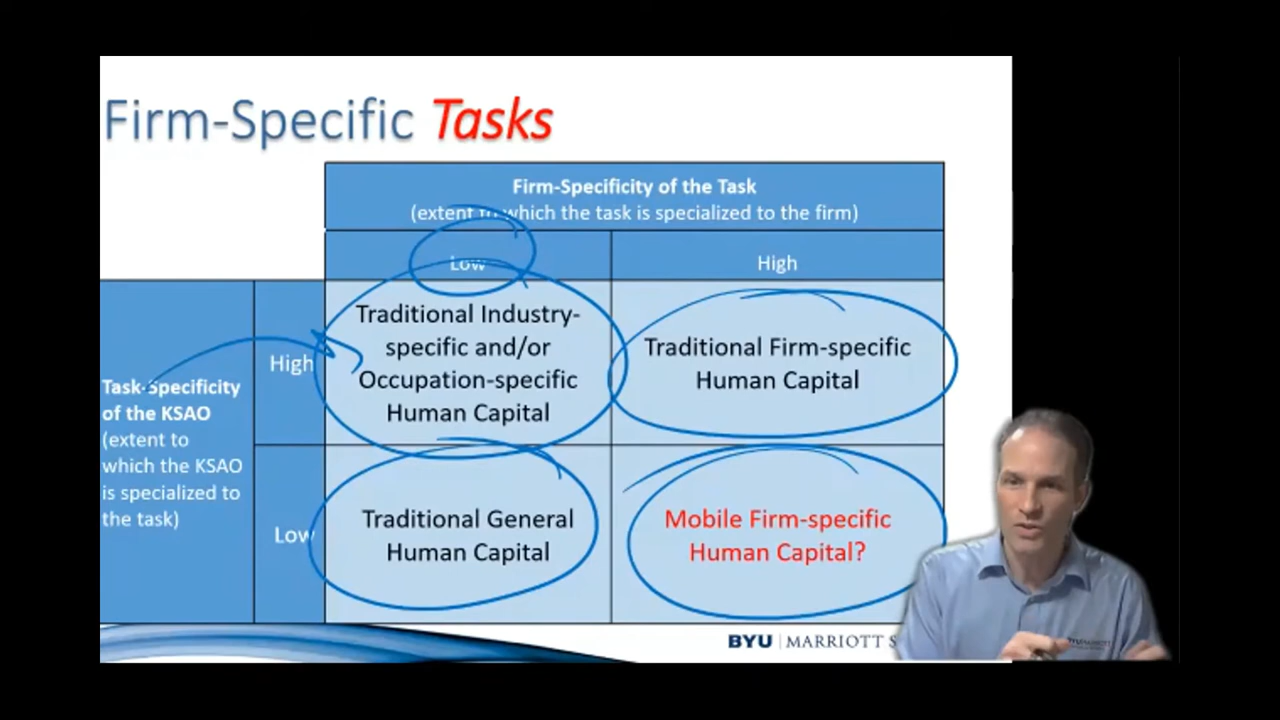 Firm-Specific Tasks
Firm-Specificity of the Task
(extent to which the task is specialized to the firm)
Low
High
Task-Specificity
of the KSAO
(extent to
which the KSAO
is specialized to
the task)
High
Traditional Industry-
specific and/or
Occupation-specific
Human Capital
Traditional Firm-specific
Human Capital
Low
Traditional General
Human Capital
Mobile Firm-specific
Human Capital?
BYU | MARRIOTT S